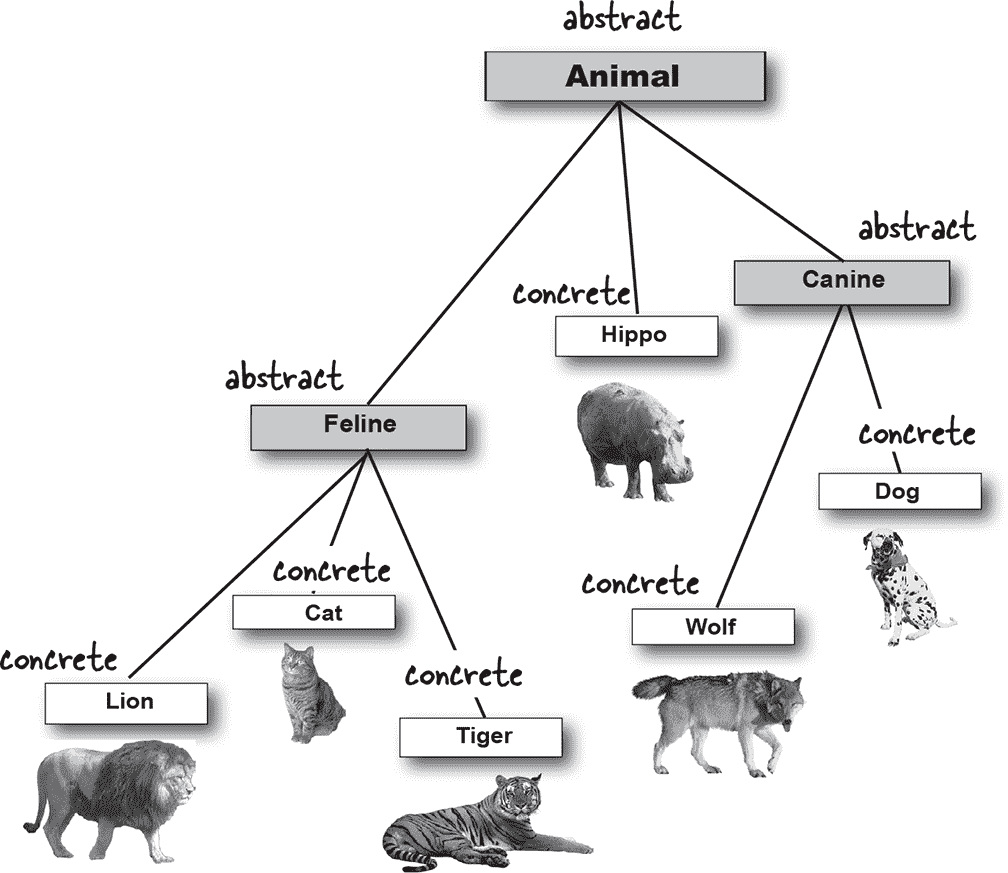 abstract
Animal
abstract
Canine
concrete
Hippo
abstract
Feline
concrete
Dog
concrete
Cat
concrete
Wolf
concrete
Lion
concrete
Tiger